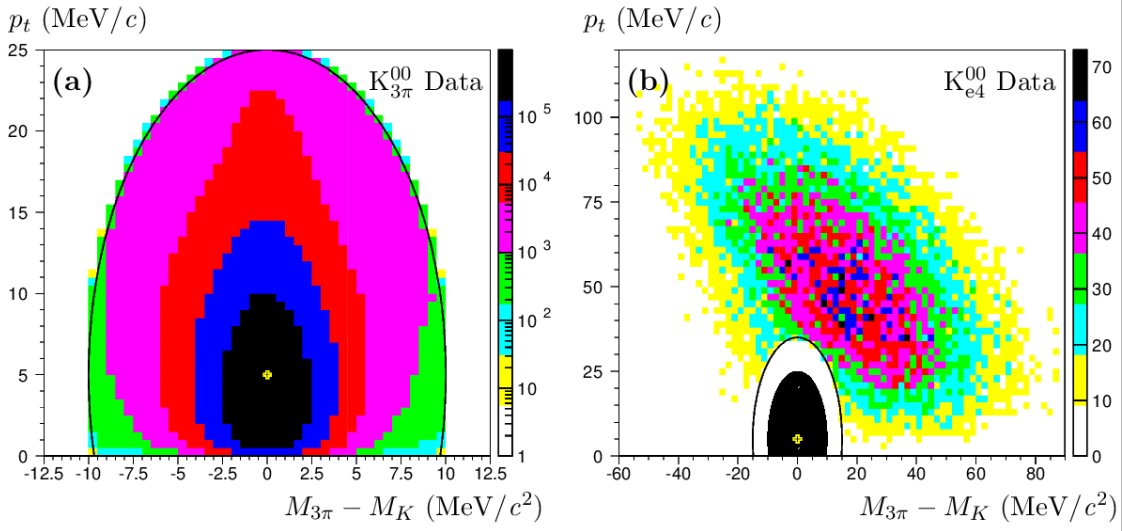 p_t (MeV/c)
(a)
K^{00}_{3π} Data
25
20
15
10
5
0
-12.5 -10 -7.5 -5 -2.5 0 2.5 5 7.5 10 12.5
M_{3π} − M_K (MeV/c²)
10^5
10^4
10^3
10^2
10
1
p_t (MeV/c)
(b)
K^{00}_{e4} Data
100
75
50
25
0
-60 -40 -20 0 20 40 60 80
M_{3π} − M_K (MeV/c²)
70
60
50
40
30
20
10
0